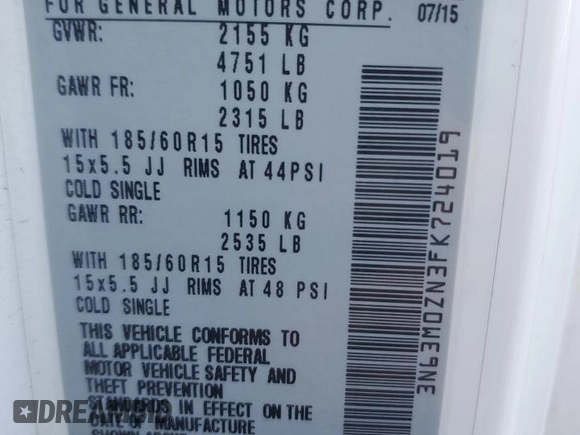 FOR GENERAL MOTORS CORP. 07/15
GVWR: 2155 KG
4751 LB
GAWR FR: 1050 KG
2315 LB
WITH 185/60R15 TIRES
15x5.5 JJ RIMS AT 44PSI
COLD SINGLE
GAWR RR: 1150 KG
2535 LB
WITH 185/60R15 TIRES
15x5.5 JJ RIMS AT 48 PSI
COLD SINGLE
THIS VEHICLE CONFORMS TO
ALL APPLICABLE FEDERAL
MOTOR VEHICLE SAFETY AND
THEFT PREVENTION
STANDARDS IN EFFECT ON THE
DATE OF MANUFACTURE
SHOWN ABOVE
3N63M0ZN3FK724019